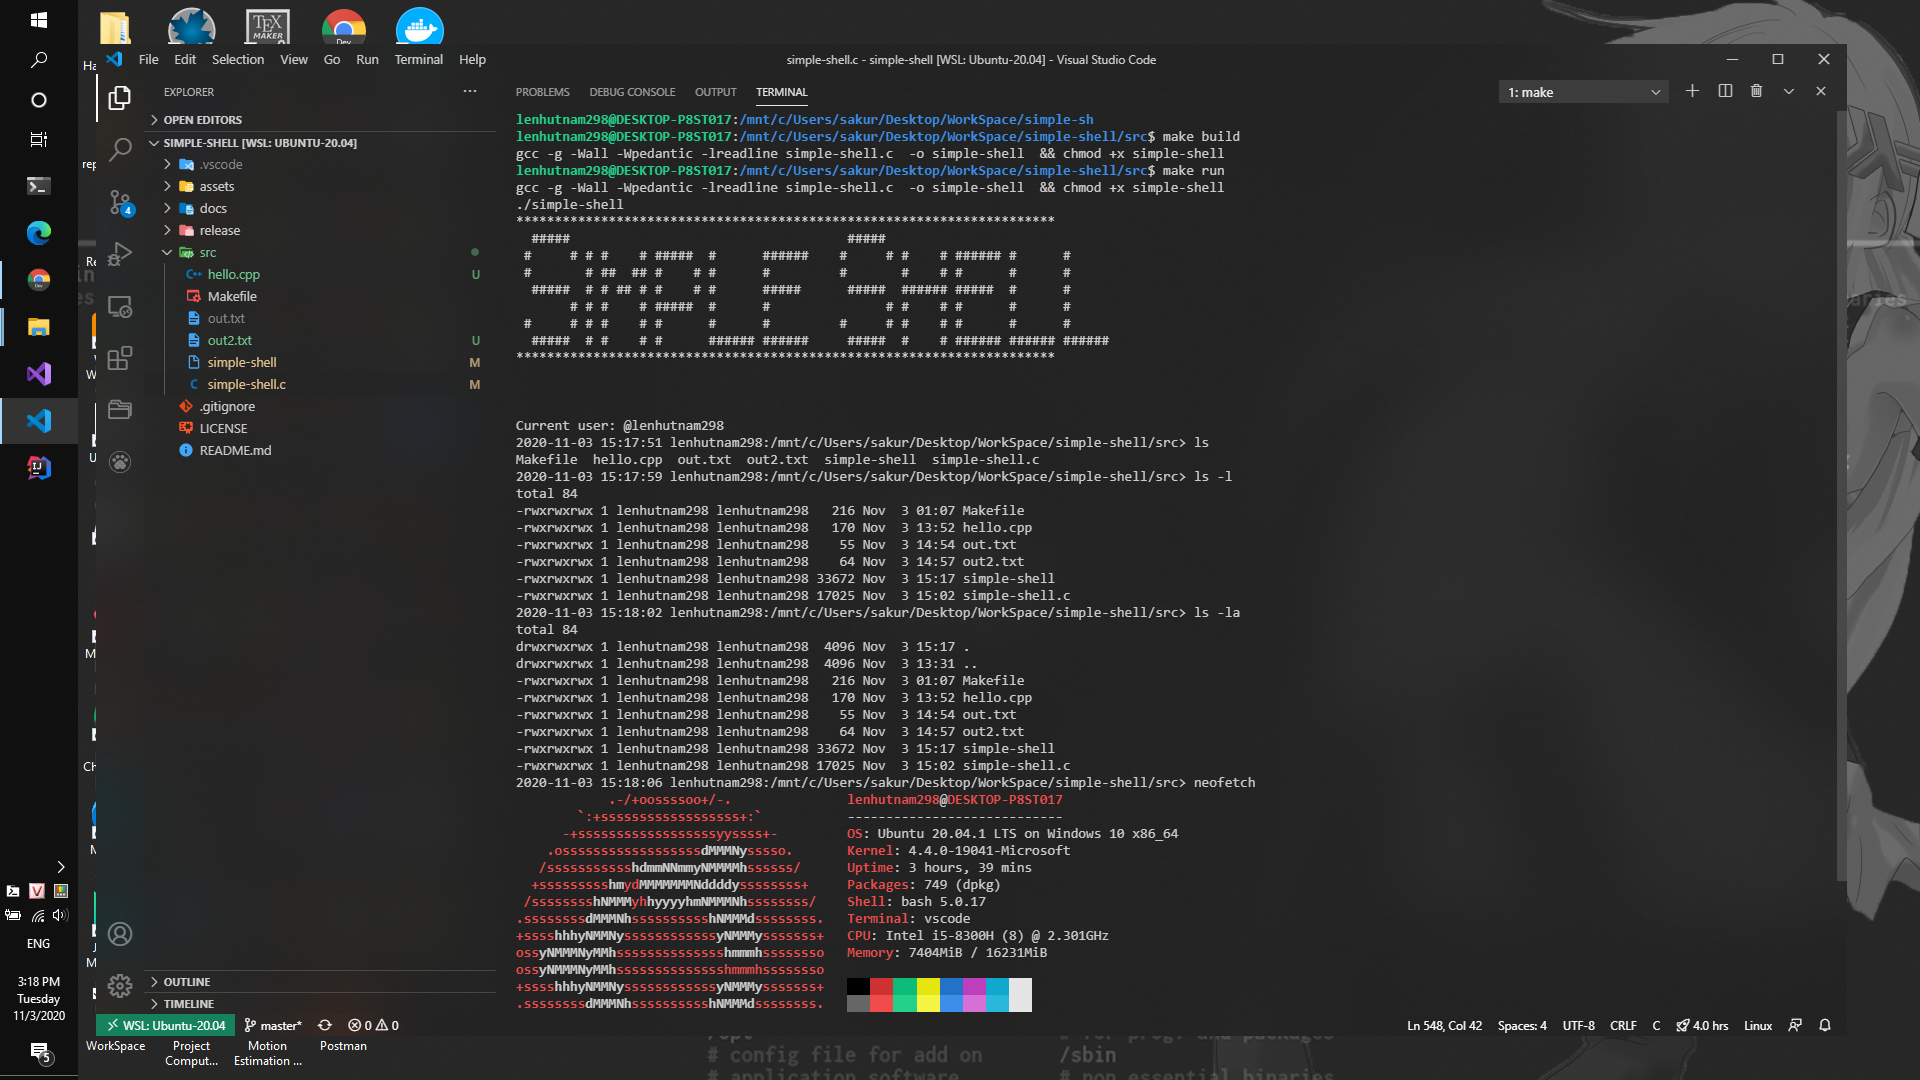 File Edit Selection View Go Run Terminal Help
simple-shell.c - simple-shell [WSL: Ubuntu-20.04] - Visual Studio Code
EXPLORER
OPEN EDITORS
SIMPLE-SHELL [WSL: UBUNTU-20.04]
.vscode
assets
docs
release
src
hello.cpp U
Makefile
out.txt
out2.txt U
simple-shell M
simple-shell.c M
.gitignore
LICENSE
README.md
OUTLINE
TIMELINE
PROBLEMS DEBUG CONSOLE OUTPUT TERMINAL
1: make
lenhutnam298@DESKTOP-P8ST017:/mnt/c/Users/sakur/Desktop/WorkSpace/simple-sh
lenhutnam298@DESKTOP-P8ST017:/mnt/c/Users/sakur/Desktop/WorkSpace/simple-shell/src$ make build
gcc -g -Wall -Wpedantic -lreadline simple-shell.c  -o simple-shell  && chmod +x simple-shell
lenhutnam298@DESKTOP-P8ST017:/mnt/c/Users/sakur/Desktop/WorkSpace/simple-shell/src$ make run
gcc -g -Wall -Wpedantic -lreadline simple-shell.c  -o simple-shell  && chmod +x simple-shell
./simple-shell
SIMPLE SHELL
Current user: @lenhutnam298
2020-11-03 15:17:51 lenhutnam298:/mnt/c/Users/sakur/Desktop/WorkSpace/simple-shell/src> ls
Makefile  hello.cpp  out.txt  out2.txt  simple-shell  simple-shell.c
2020-11-03 15:17:59 lenhutnam298:/mnt/c/Users/sakur/Desktop/WorkSpace/simple-shell/src> ls -l
total 84
-rwxrwxrwx 1 lenhutnam298 lenhutnam298   216 Nov  3 01:07 Makefile
-rwxrwxrwx 1 lenhutnam298 lenhutnam298   170 Nov  3 13:52 hello.cpp
-rwxrwxrwx 1 lenhutnam298 lenhutnam298    55 Nov  3 14:54 out.txt
-rwxrwxrwx 1 lenhutnam298 lenhutnam298    64 Nov  3 14:57 out2.txt
-rwxrwxrwx 1 lenhutnam298 lenhutnam298 33672 Nov  3 15:17 simple-shell
-rwxrwxrwx 1 lenhutnam298 lenhutnam298 17025 Nov  3 15:02 simple-shell.c
2020-11-03 15:18:02 lenhutnam298:/mnt/c/Users/sakur/Desktop/WorkSpace/simple-shell/src> ls -la
total 84
drwxrwxrwx 1 lenhutnam298 lenhutnam298  4096 Nov  3 15:17 .
drwxrwxrwx 1 lenhutnam298 lenhutnam298  4096 Nov  3 13:31 ..
-rwxrwxrwx 1 lenhutnam298 lenhutnam298   216 Nov  3 01:07 Makefile
-rwxrwxrwx 1 lenhutnam298 lenhutnam298   170 Nov  3 13:52 hello.cpp
-rwxrwxrwx 1 lenhutnam298 lenhutnam298    55 Nov  3 14:54 out.txt
-rwxrwxrwx 1 lenhutnam298 lenhutnam298    64 Nov  3 14:57 out2.txt
-rwxrwxrwx 1 lenhutnam298 lenhutnam298 33672 Nov  3 15:17 simple-shell
-rwxrwxrwx 1 lenhutnam298 lenhutnam298 17025 Nov  3 15:02 simple-shell.c
2020-11-03 15:18:06 lenhutnam298:/mnt/c/Users/sakur/Desktop/WorkSpace/simple-shell/src> neofetch
lenhutnam298@DESKTOP-P8ST017
----------------------------
OS: Ubuntu 20.04.1 LTS on Windows 10 x86_64
Kernel: 4.4.0-19041-Microsoft
Uptime: 3 hours, 39 mins
Packages: 749 (dpkg)
Shell: bash 5.0.17
Terminal: vscode
CPU: Intel i5-8300H (8) @ 2.301GHz
Memory: 7404MiB / 16231MiB
WSL: Ubuntu-20.04 master* 0 0
Ln 548, Col 42 Spaces: 4 UTF-8 CRLF C 4.0 hrs Linux
ENG
3:18 PM
Tuesday
11/3/2020
5
4
TEX
MAKER
Dev
WorkSpace
Project
Comput...
Motion
Estimation ...
Postman
# config file for add on
/sbin